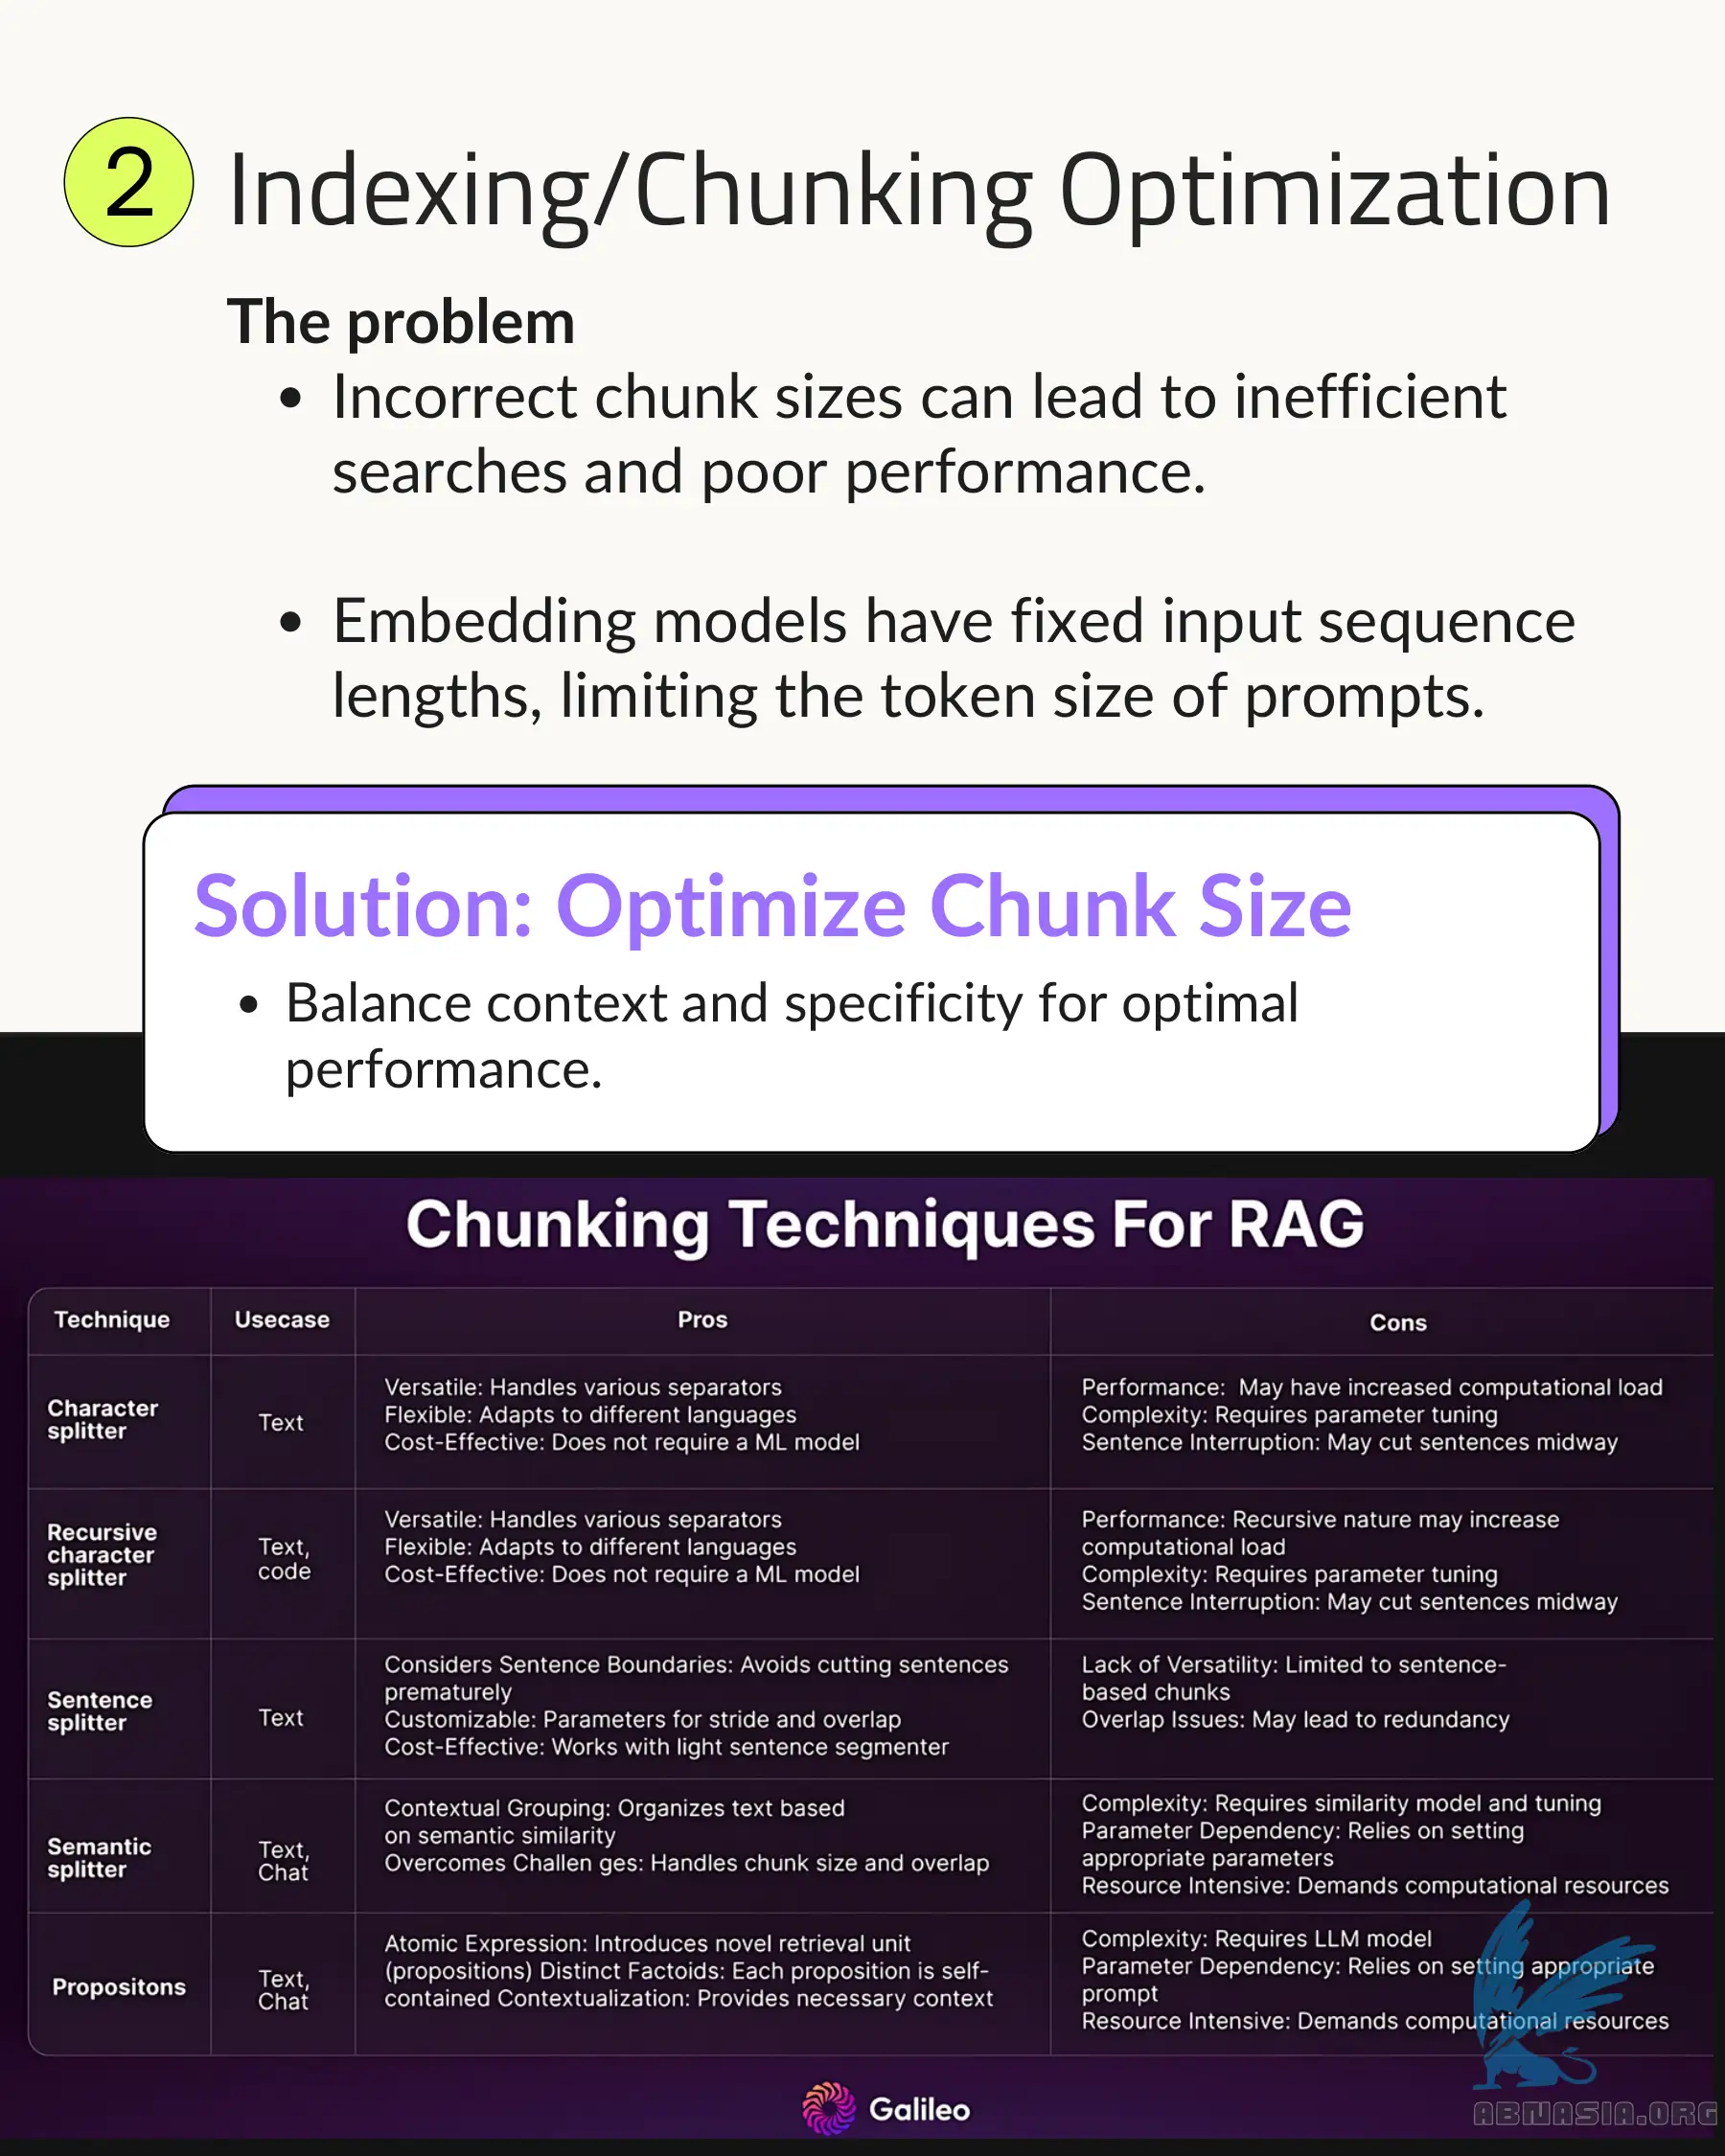 2 Indexing/Chunking Optimization
The problem
• Incorrect chunk sizes can lead to inefficient
searches and poor performance.
• Embedding models have fixed input sequence
lengths, limiting the token size of prompts.
Solution: Optimize Chunk Size
• Balance context and specificity for optimal
performance.
Chunking Techniques For RAG
Technique Usecase Pros Cons
Character
splitter
Text
Versatile: Handles various separators
Flexible: Adapts to different languages
Cost-Effective: Does not require a ML model
Performance: May have increased computational load
Complexity: Requires parameter tuning
Sentence Interruption: May cut sentences midway
Recursive
character
splitter
Text,
code
Versatile: Handles various separators
Flexible: Adapts to different languages
Cost-Effective: Does not require a ML model
Performance: Recursive nature may increase
computational load
Complexity: Requires parameter tuning
Sentence Interruption: May cut sentences midway
Sentence
splitter
Text
Considers Sentence Boundaries: Avoids cutting sentences
prematurely
Customizable: Parameters for stride and overlap
Cost-Effective: Works with light sentence segmenter
Lack of Versatility: Limited to sentence-
based chunks
Overlap Issues: May lead to redundancy
Semantic
splitter
Text,
Chat
Contextual Grouping: Organizes text based
on semantic similarity
Overcomes Challen ges: Handles chunk size and overlap
Complexity: Requires similarity model and tuning
Parameter Dependency: Relies on setting
appropriate parameters
Resource Intensive: Demands computational resources
Propositons
Text,
Chat
Atomic Expression: Introduces novel retrieval unit
(propositions) Distinct Factoids: Each proposition is self-
contained Contextualization: Provides necessary context
Complexity: Requires LLM model
Parameter Dependency: Relies on setting appropriate
prompt
Resource Intensive: Demands computational resources
Galileo
ABNASIA.ORG